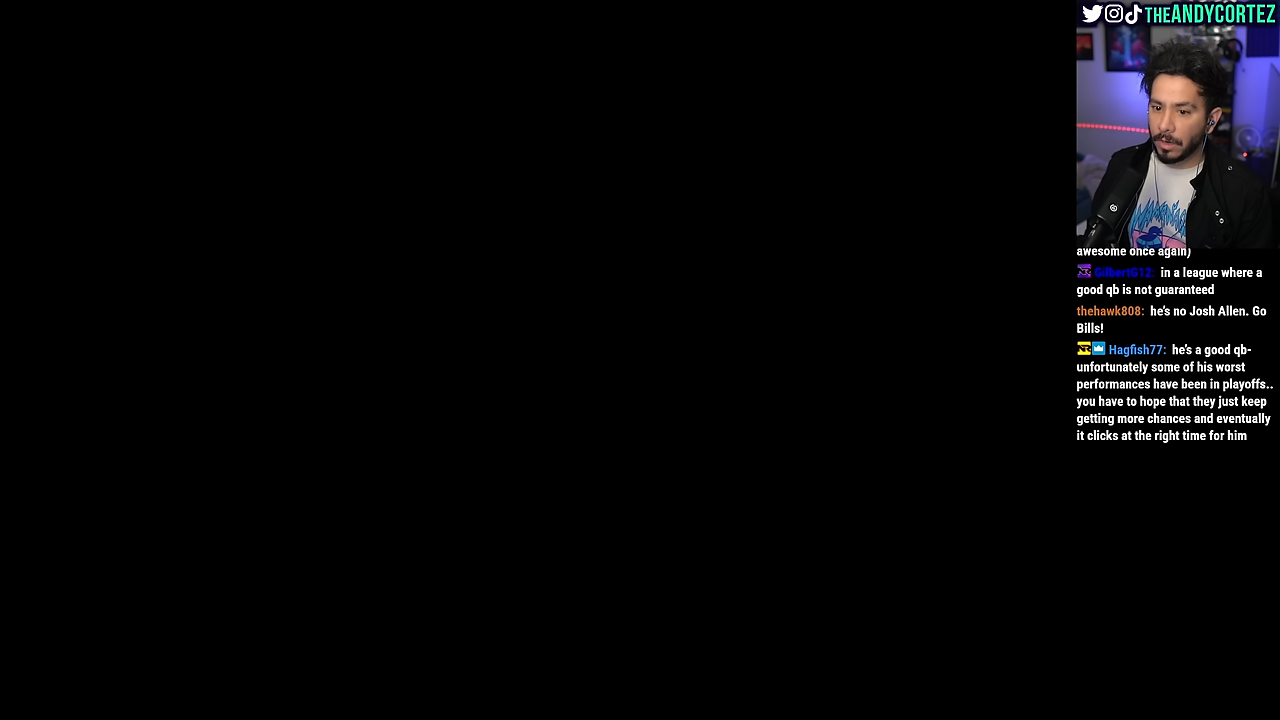 THEANDYCORTEZ
awesome once again)
GilbertG12: in a league where a
good qb is not guaranteed
thehawk808: he's no Josh Allen. Go
Bills!
Hagfish77: he's a good qb-
unfortunately some of his worst
performances have been in playoffs..
you have to hope that they just keep
getting more chances and eventually
it clicks at the right time for him